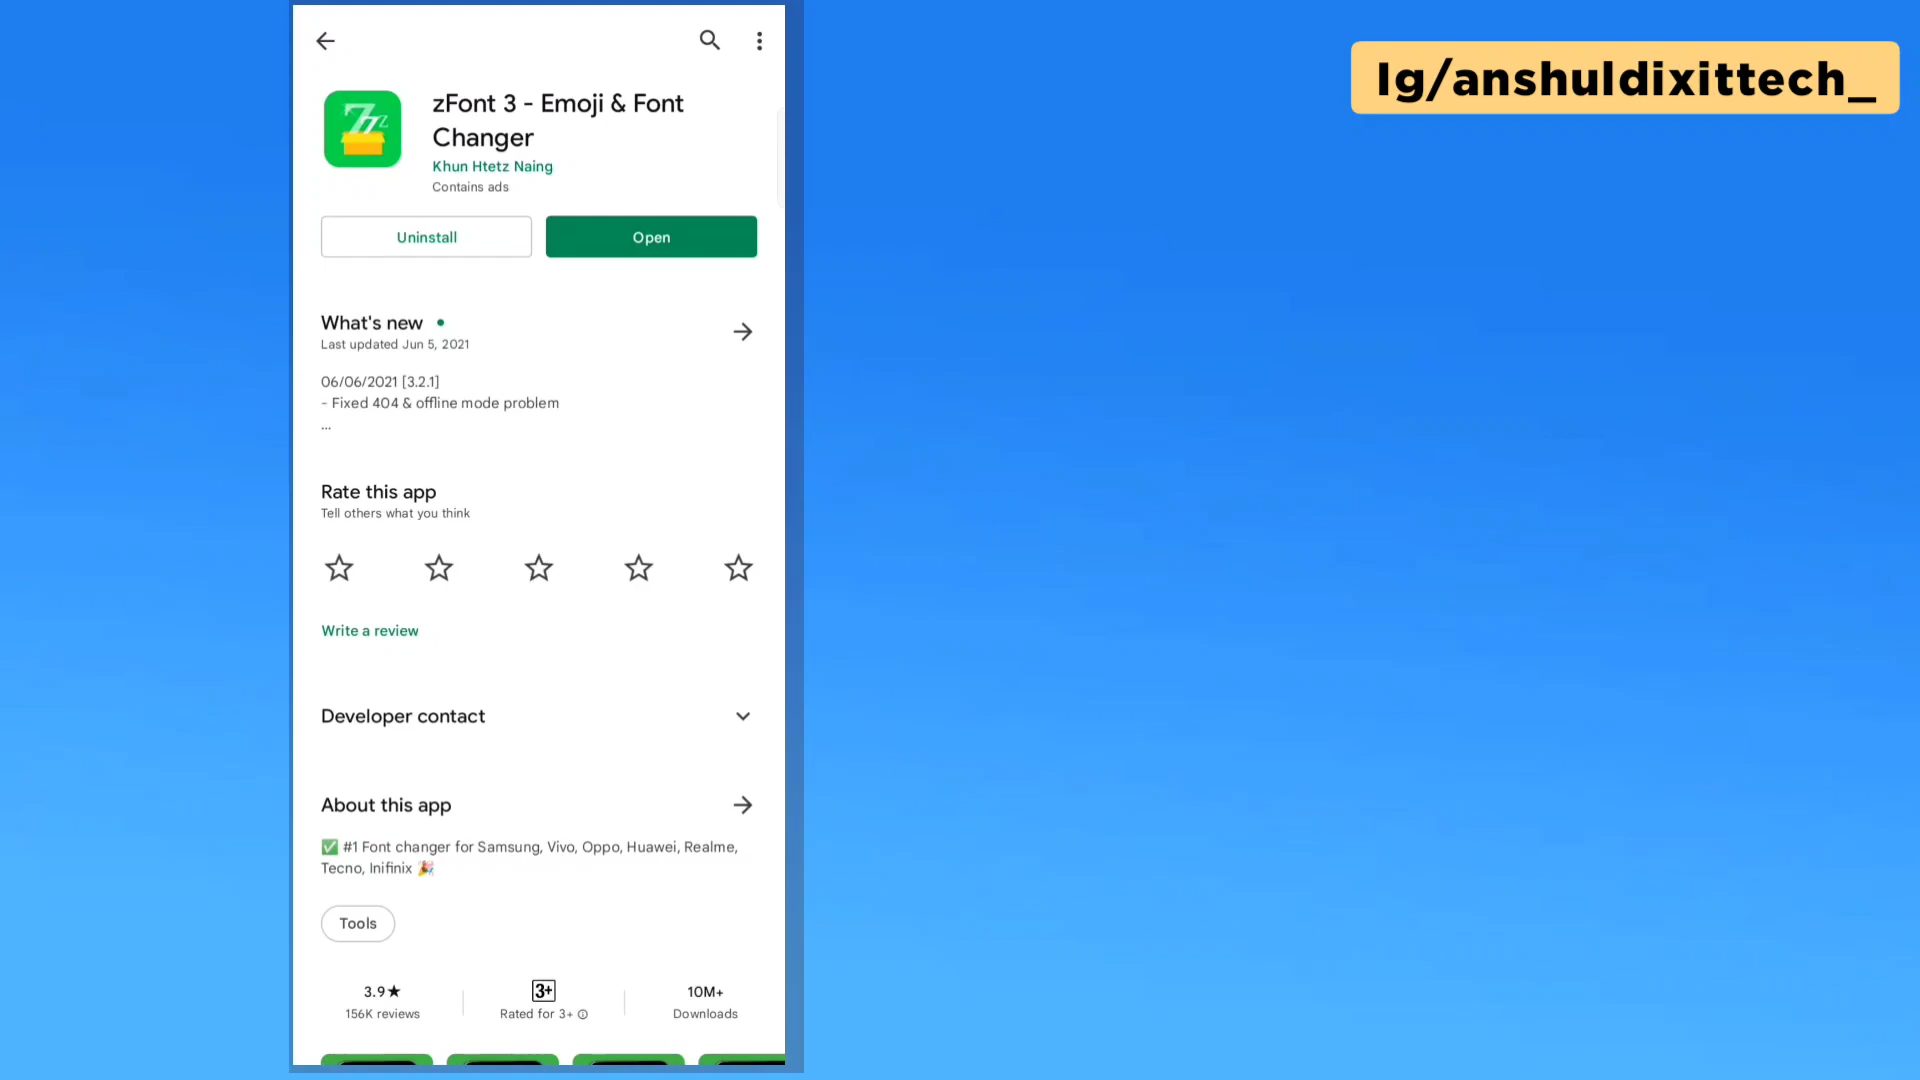 Ig/anshuldixittech_
zFont 3 - Emoji & Font
Changer
Khun Htetz Naing
Contains ads
Uninstall
Open
What's new
Last updated Jun 5, 2021
06/06/2021 [3.2.1]
- Fixed 404 & offline mode problem
...
Rate this app
Tell others what you think
Write a review
Developer contact
About this app
✅ #1 Font changer for Samsung, Vivo, Oppo, Huawei, Realme,
Tecno, Inifinix 🎉
Tools
3.9★
156K reviews
3+
Rated for 3+
10M+
Downloads